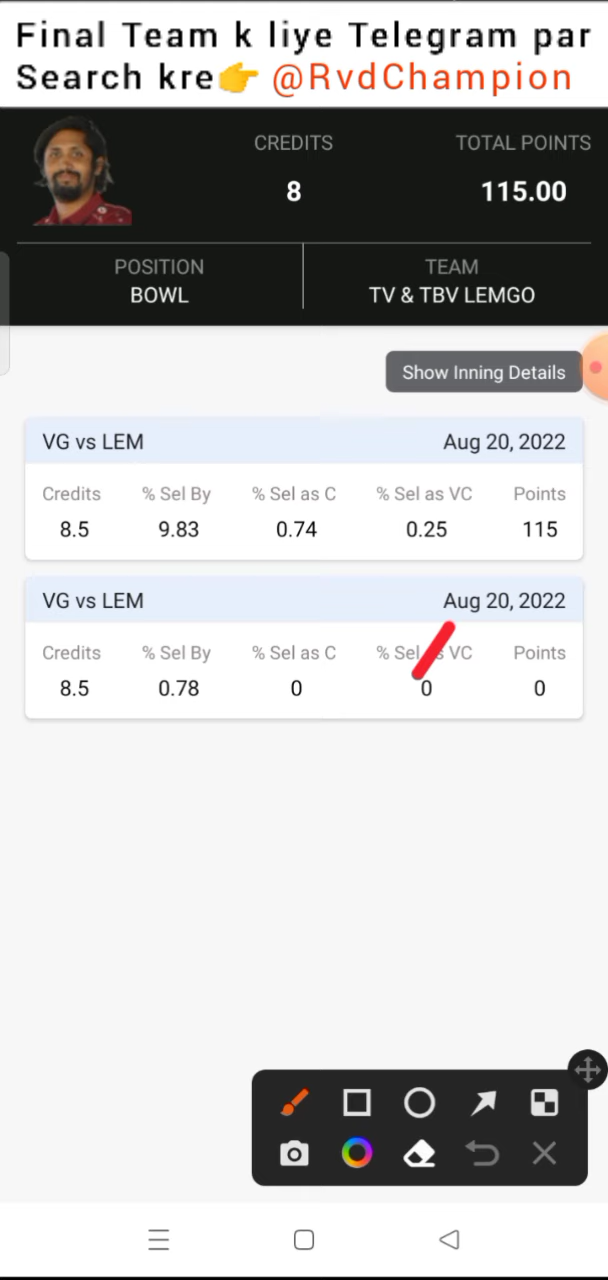 Final Team k liye Telegram par
Search kre👉 @RvdChampion
CREDITS TOTAL POINTS
8 115.00
POSITION TEAM
BOWL TV & TBV LEMGO
Show Inning Details
VG vs LEM Aug 20, 2022
Credits % Sel By % Sel as C % Sel as VC Points
8.5 9.83 0.74 0.25 115
VG vs LEM Aug 20, 2022
Credits % Sel By % Sel as C % Sel as VC Points
8.5 0.78 0 0 0